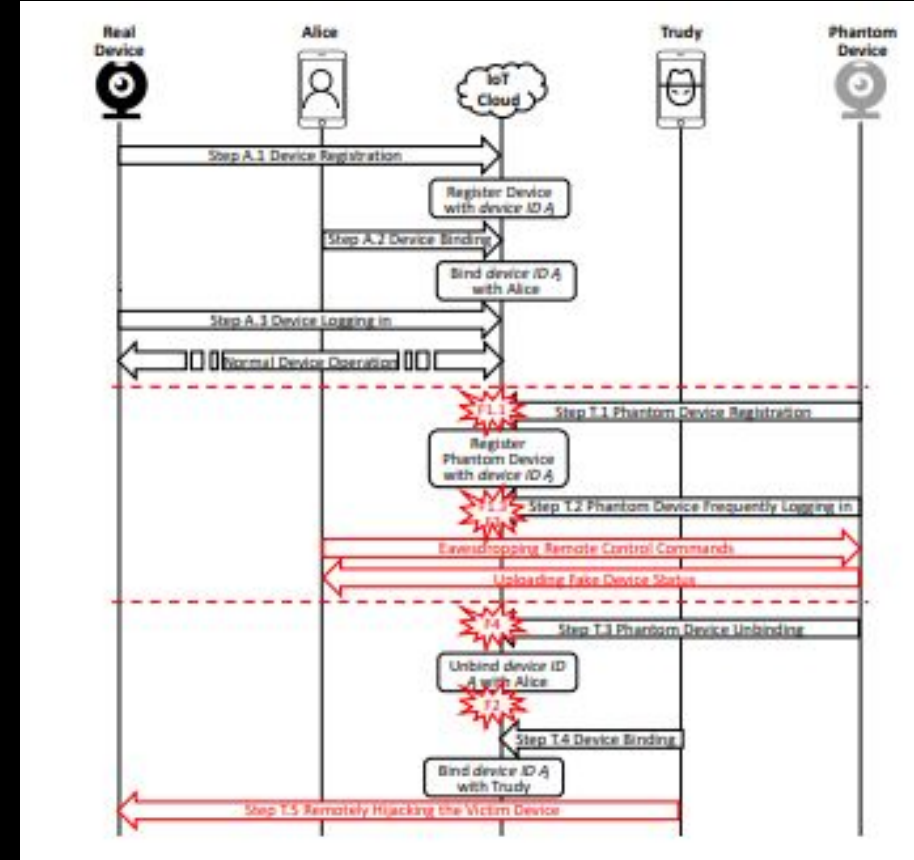 Real
Device
Alice
IoT
Cloud
Trudy
Phantom
Device
Step A.1 Device Registration
Register Device
with device ID A
Step A.2 Device Binding
Bind device ID A
with Alice
Step A.3 Device Logging in
Normal Device Operation
F1.1
Step T.1 Phantom Device Registration
Register
Phantom Device
with device ID A
Step T.2 Phantom Device Frequently Logging in
Eavesdropping Remote Control Commands
Uploading Fake Device Status
F4
Step T.3 Phantom Device Unbinding
Unbind device ID
A with Alice
F2
Step T.4 Device Binding
Bind device ID A
with Trudy
Step T.5 Remotely Hijacking the Victim Device